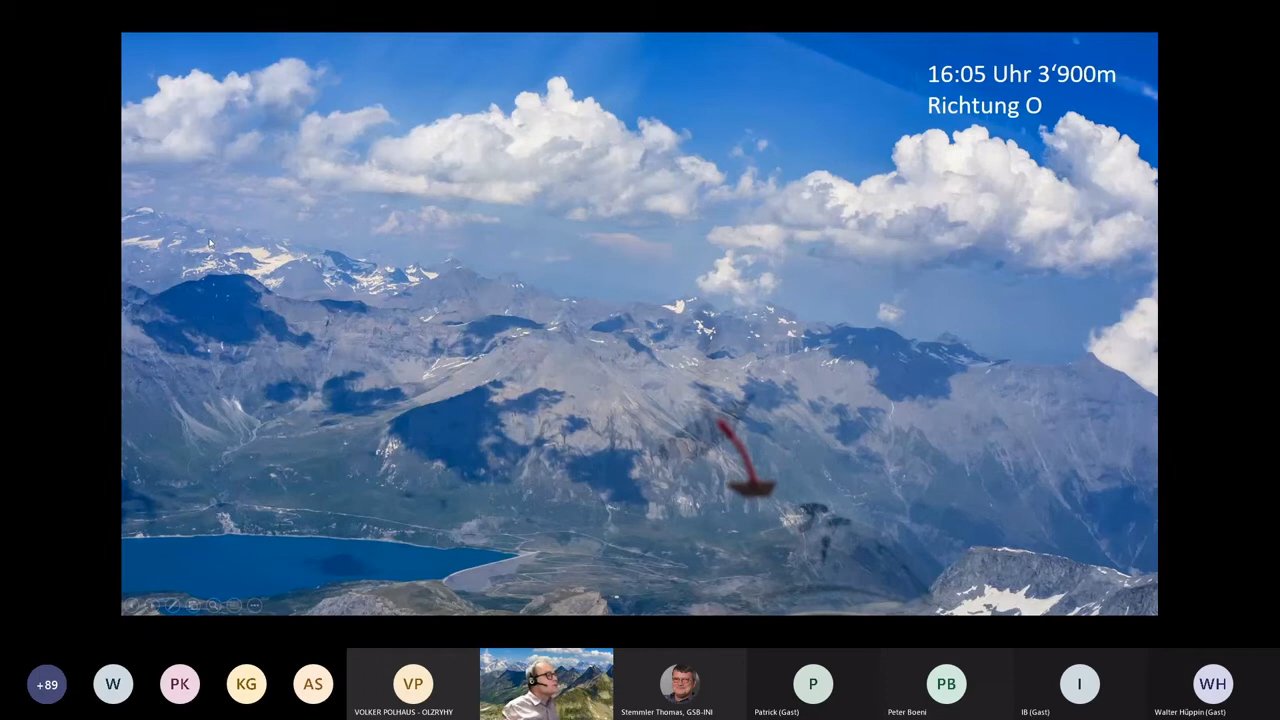 16:05 Uhr 3‘900m
Richtung O
+89
W
PK
KG
AS
VP
VOLKER POLHAUS - OLZRYHY
Stemmler Thomas, GSB-INI
P
Patrick (Gast)
PB
Peter Boeni
I
IB (Gast)
WH
Walter Hüppin (Gast)